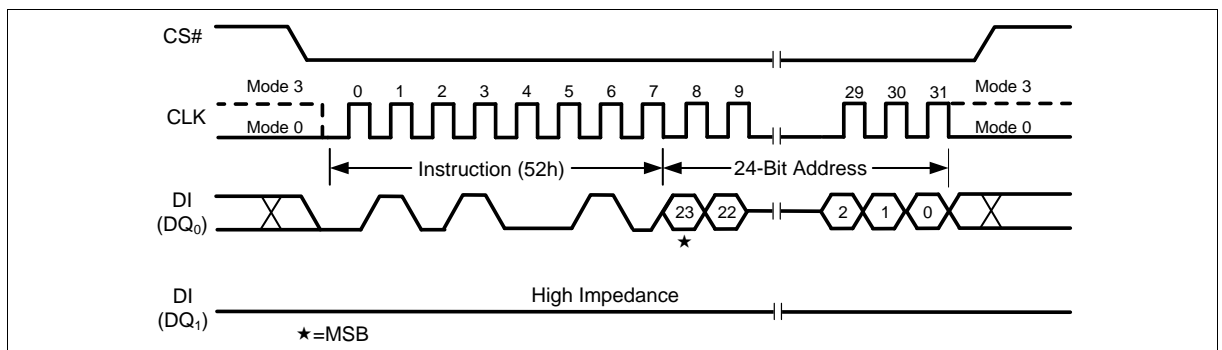 CS#
Mode 3 0 1 2 3 4 5 6 7 8 9 29 30 31 Mode 3
CLK
Mode 0 Mode 0
Instruction (52h) 24-Bit Address
DI
(DQ₀)
23 22 2 1 0
★
High Impedance
DI
(DQ₁)
★=MSB